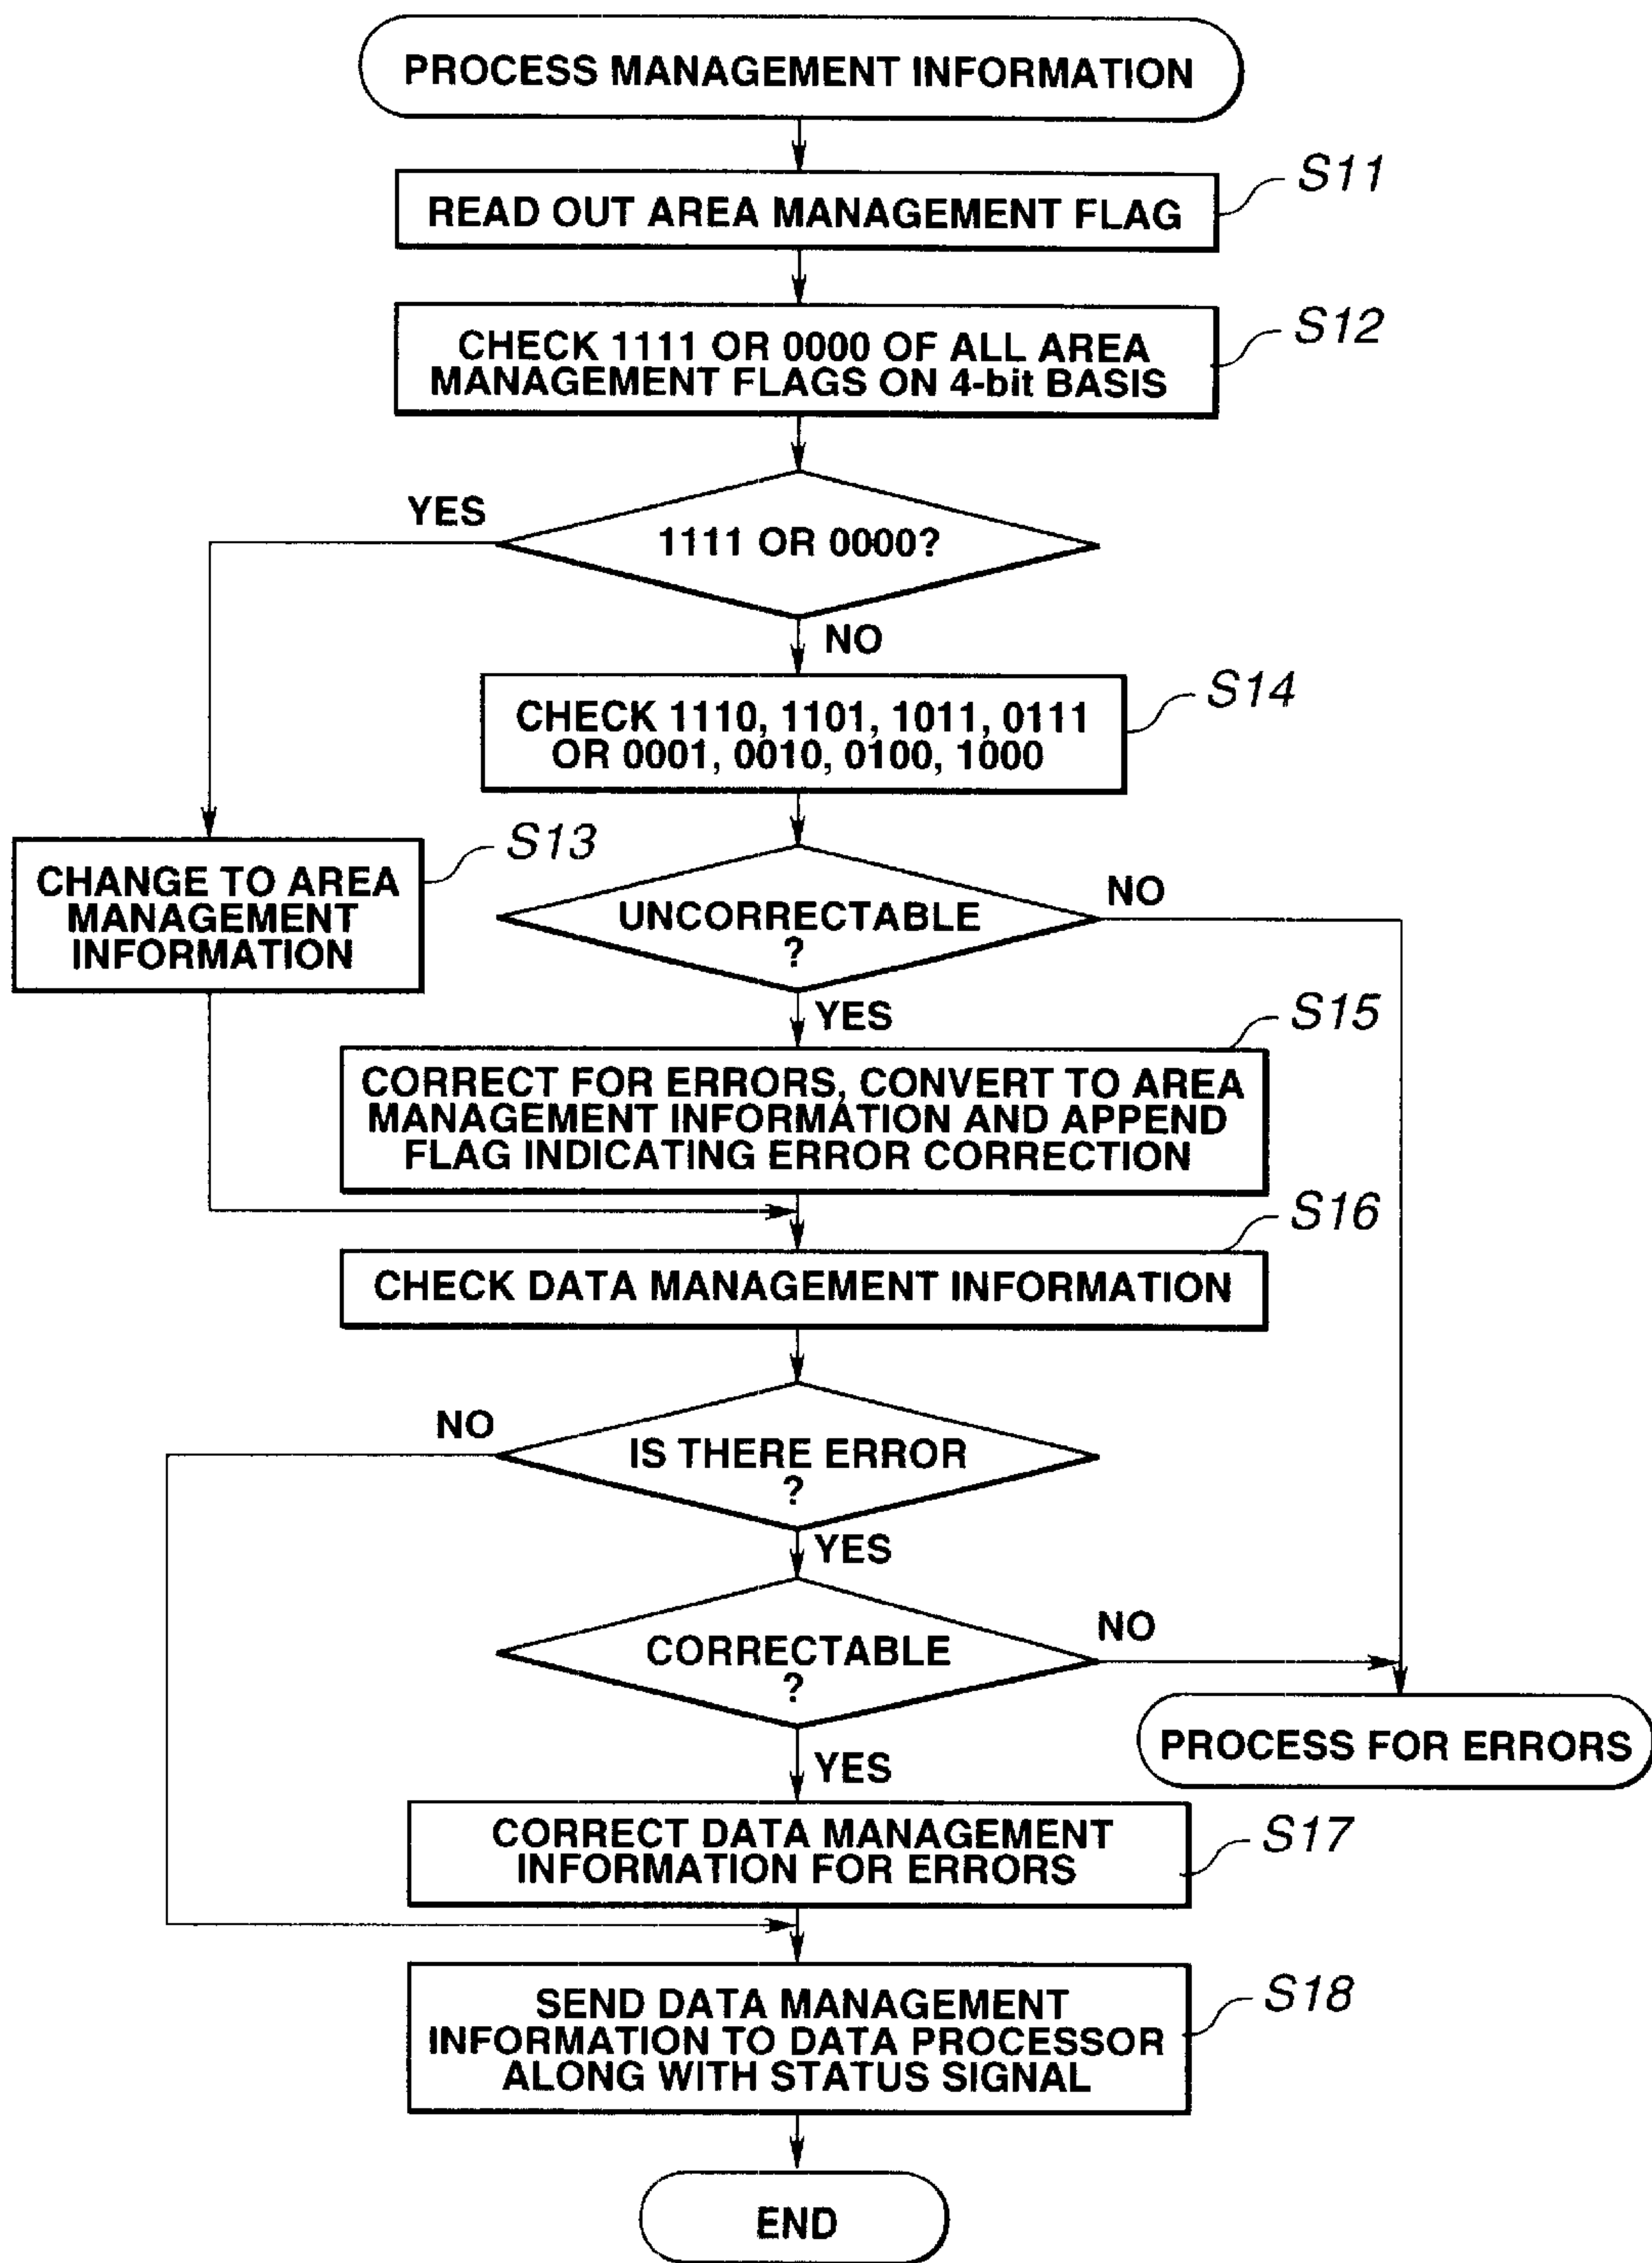 PROCESS MANAGEMENT INFORMATION
S11
READ OUT AREA MANAGEMENT FLAG
S12
CHECK 1111 OR 0000 OF ALL AREA
MANAGEMENT FLAGS ON 4-bit BASIS
YES
1111 OR 0000?
NO
S14
CHECK 1110, 1101, 1011, 0111
OR 0001, 0010, 0100, 1000
S13
CHANGE TO AREA
MANAGEMENT
INFORMATION
NO
UNCORRECTABLE
?
YES
S15
CORRECT FOR ERRORS, CONVERT TO AREA
MANAGEMENT INFORMATION AND APPEND
FLAG INDICATING ERROR CORRECTION
S16
CHECK DATA MANAGEMENT INFORMATION
NO
IS THERE ERROR
?
YES
NO
CORRECTABLE
?
PROCESS FOR ERRORS
YES
S17
CORRECT DATA MANAGEMENT
INFORMATION FOR ERRORS
S18
SEND DATA MANAGEMENT
INFORMATION TO DATA PROCESSOR
ALONG WITH STATUS SIGNAL
END